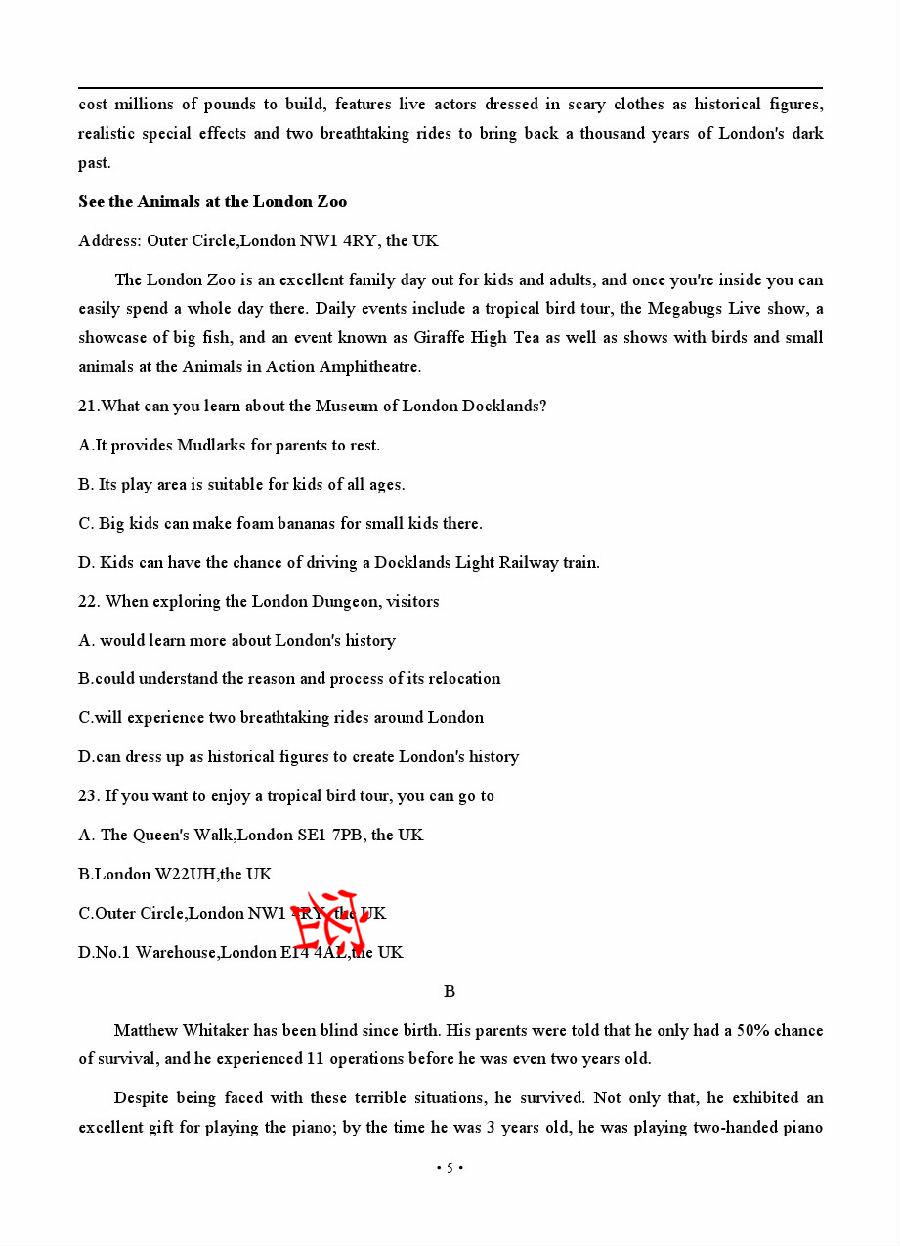 cost millions of pounds to build, features live actors dressed in scary clothes as historical figures,
realistic special effects and two breathtaking rides to bring back a thousand years of London's dark
past.
See the Animals at the London Zoo
Address: Outer Circle,London NW1 4RY, the UK
The London Zoo is an excellent family day out for kids and adults, and once you're inside you can
easily spend a whole day there. Daily events include a tropical bird tour, the Megabugs Live show, a
showcase of big fish, and an event known as Giraffe High Tea as well as shows with birds and small
animals at the Animals in Action Amphitheatre.
21.What can you learn about the Museum of London Docklands?
A.It provides Mudlarks for parents to rest.
B. Its play area is suitable for kids of all ages.
C. Big kids can make foam bananas for small kids there.
D. Kids can have the chance of driving a Docklands Light Railway train.
22. When exploring the London Dungeon, visitors
A. would learn more about London's history
B.could understand the reason and process of its relocation
C.will experience two breathtaking rides around London
D.can dress up as historical figures to create London's history
23. If you want to enjoy a tropical bird tour, you can go to
A. The Queen's Walk,London SE1 7PB, the UK
B.London W22UH,the UK
C.Outer Circle,London NW1 4RY, the UK
D.No.1 Warehouse,London E14 4AL,the UK
B
Matthew Whitaker has been blind since birth. His parents were told that he only had a 50% chance
of survival, and he experienced 11 operations before he was even two years old.
Despite being faced with these terrible situations, he survived. Not only that, he exhibited an
excellent gift for playing the piano; by the time he was 3 years old, he was playing two-handed piano
• 5 •